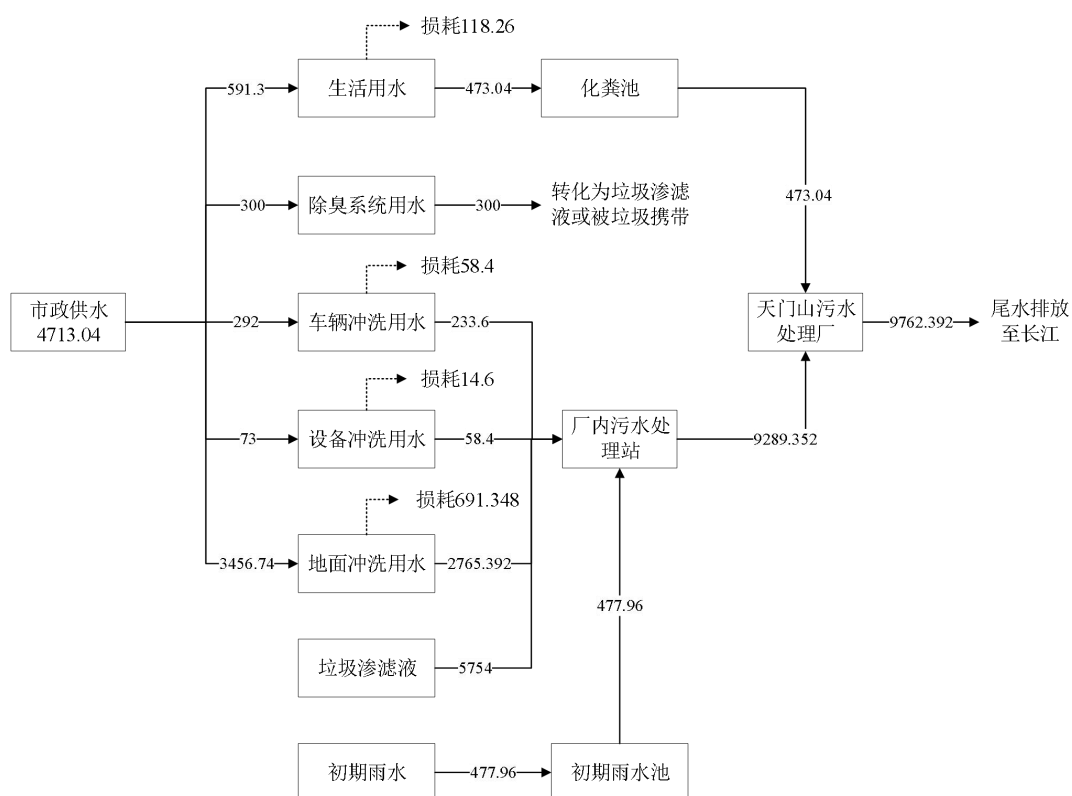 损耗118.26
591.3
生活用水
473.04
化粪池
300
除臭系统用水
300
转化为垃圾渗滤
液或被垃圾携带
473.04
损耗58.4
市政供水
4713.04
292
车辆冲洗用水
233.6
天门山污水
处理厂
9762.392
尾水排放
至长江
损耗14.6
73
设备冲洗用水
58.4
厂内污水处
理站
9289.352
损耗691.348
3456.74
地面冲洗用水
2765.392
477.96
垃圾渗滤液
5754
初期雨水
477.96
初期雨水池